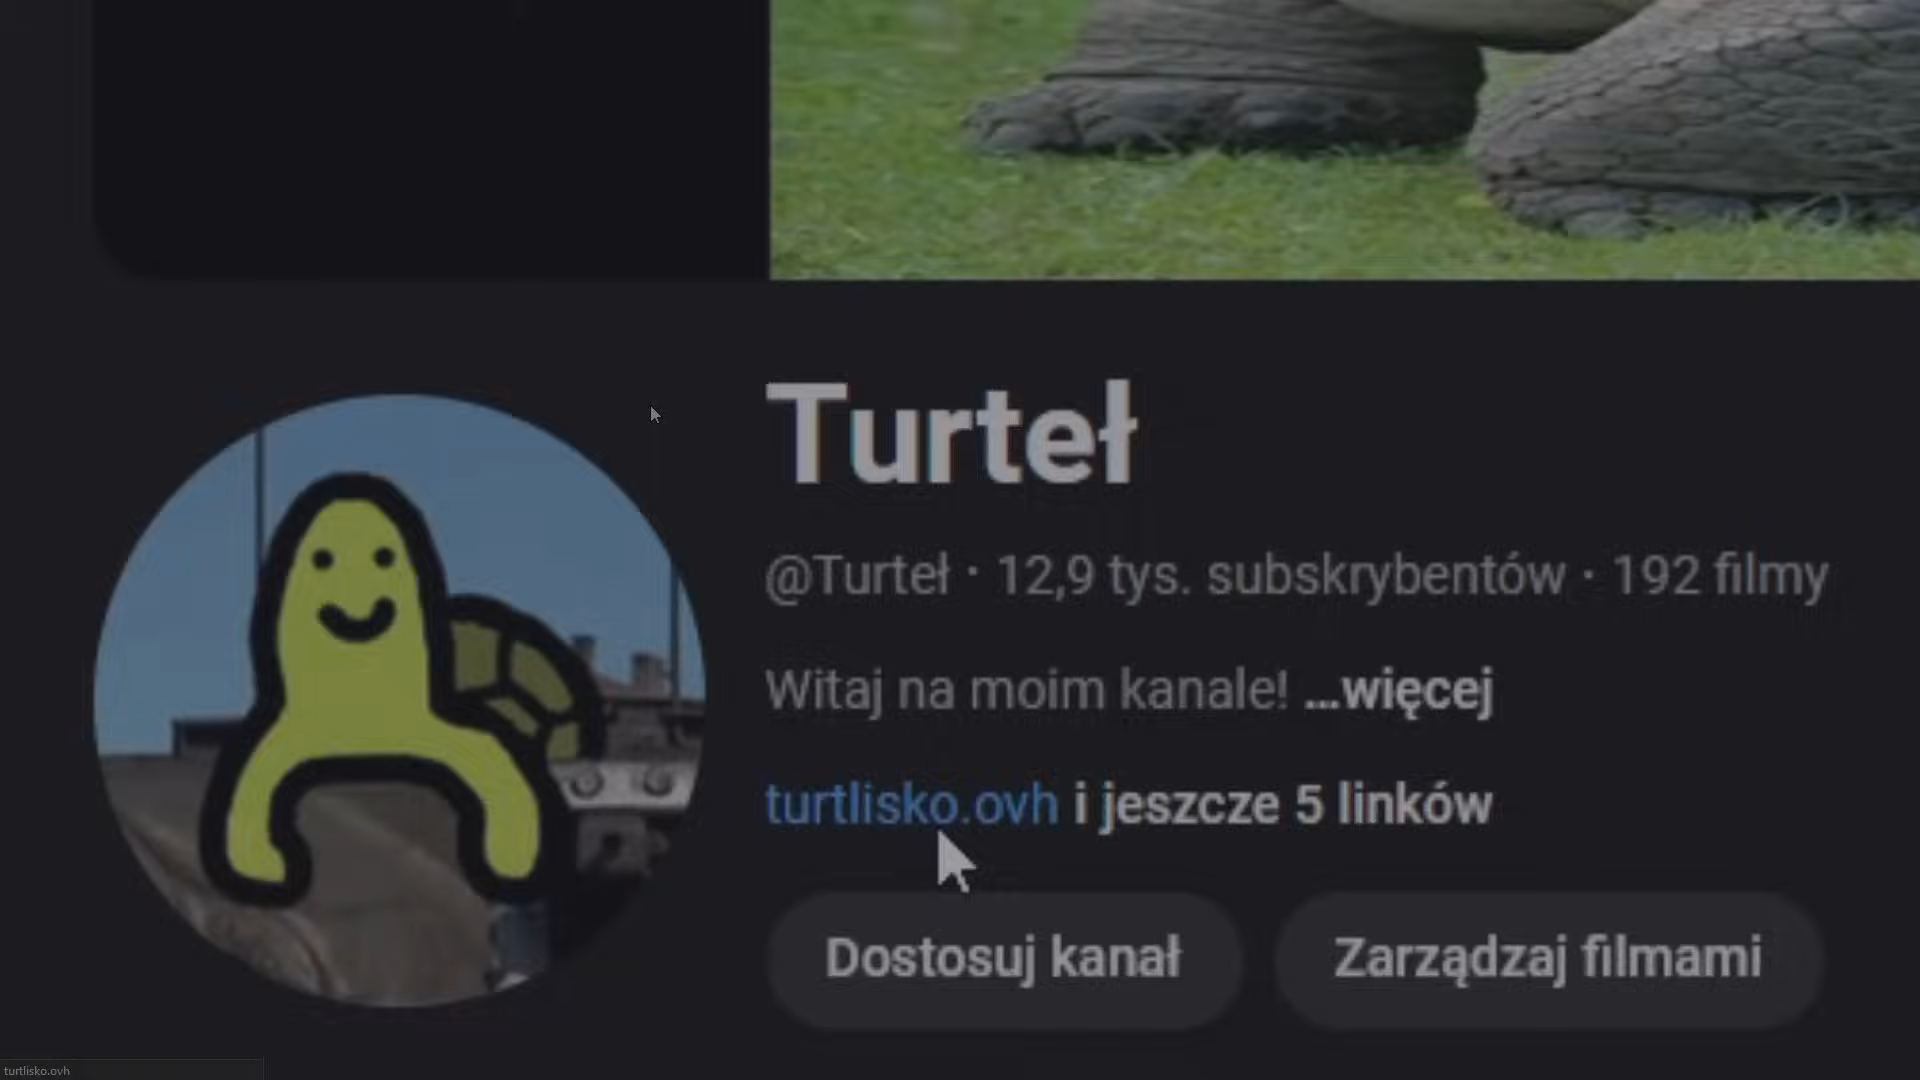 Turteł
@Turteł · 12,9 tys. subskrybentów · 192 filmy
Witaj na moim kanale! ...więcej
turtlisko.ovh i jeszcze 5 linków
Dostosuj kanał Zarządzaj filmami
turtlisko.ovh